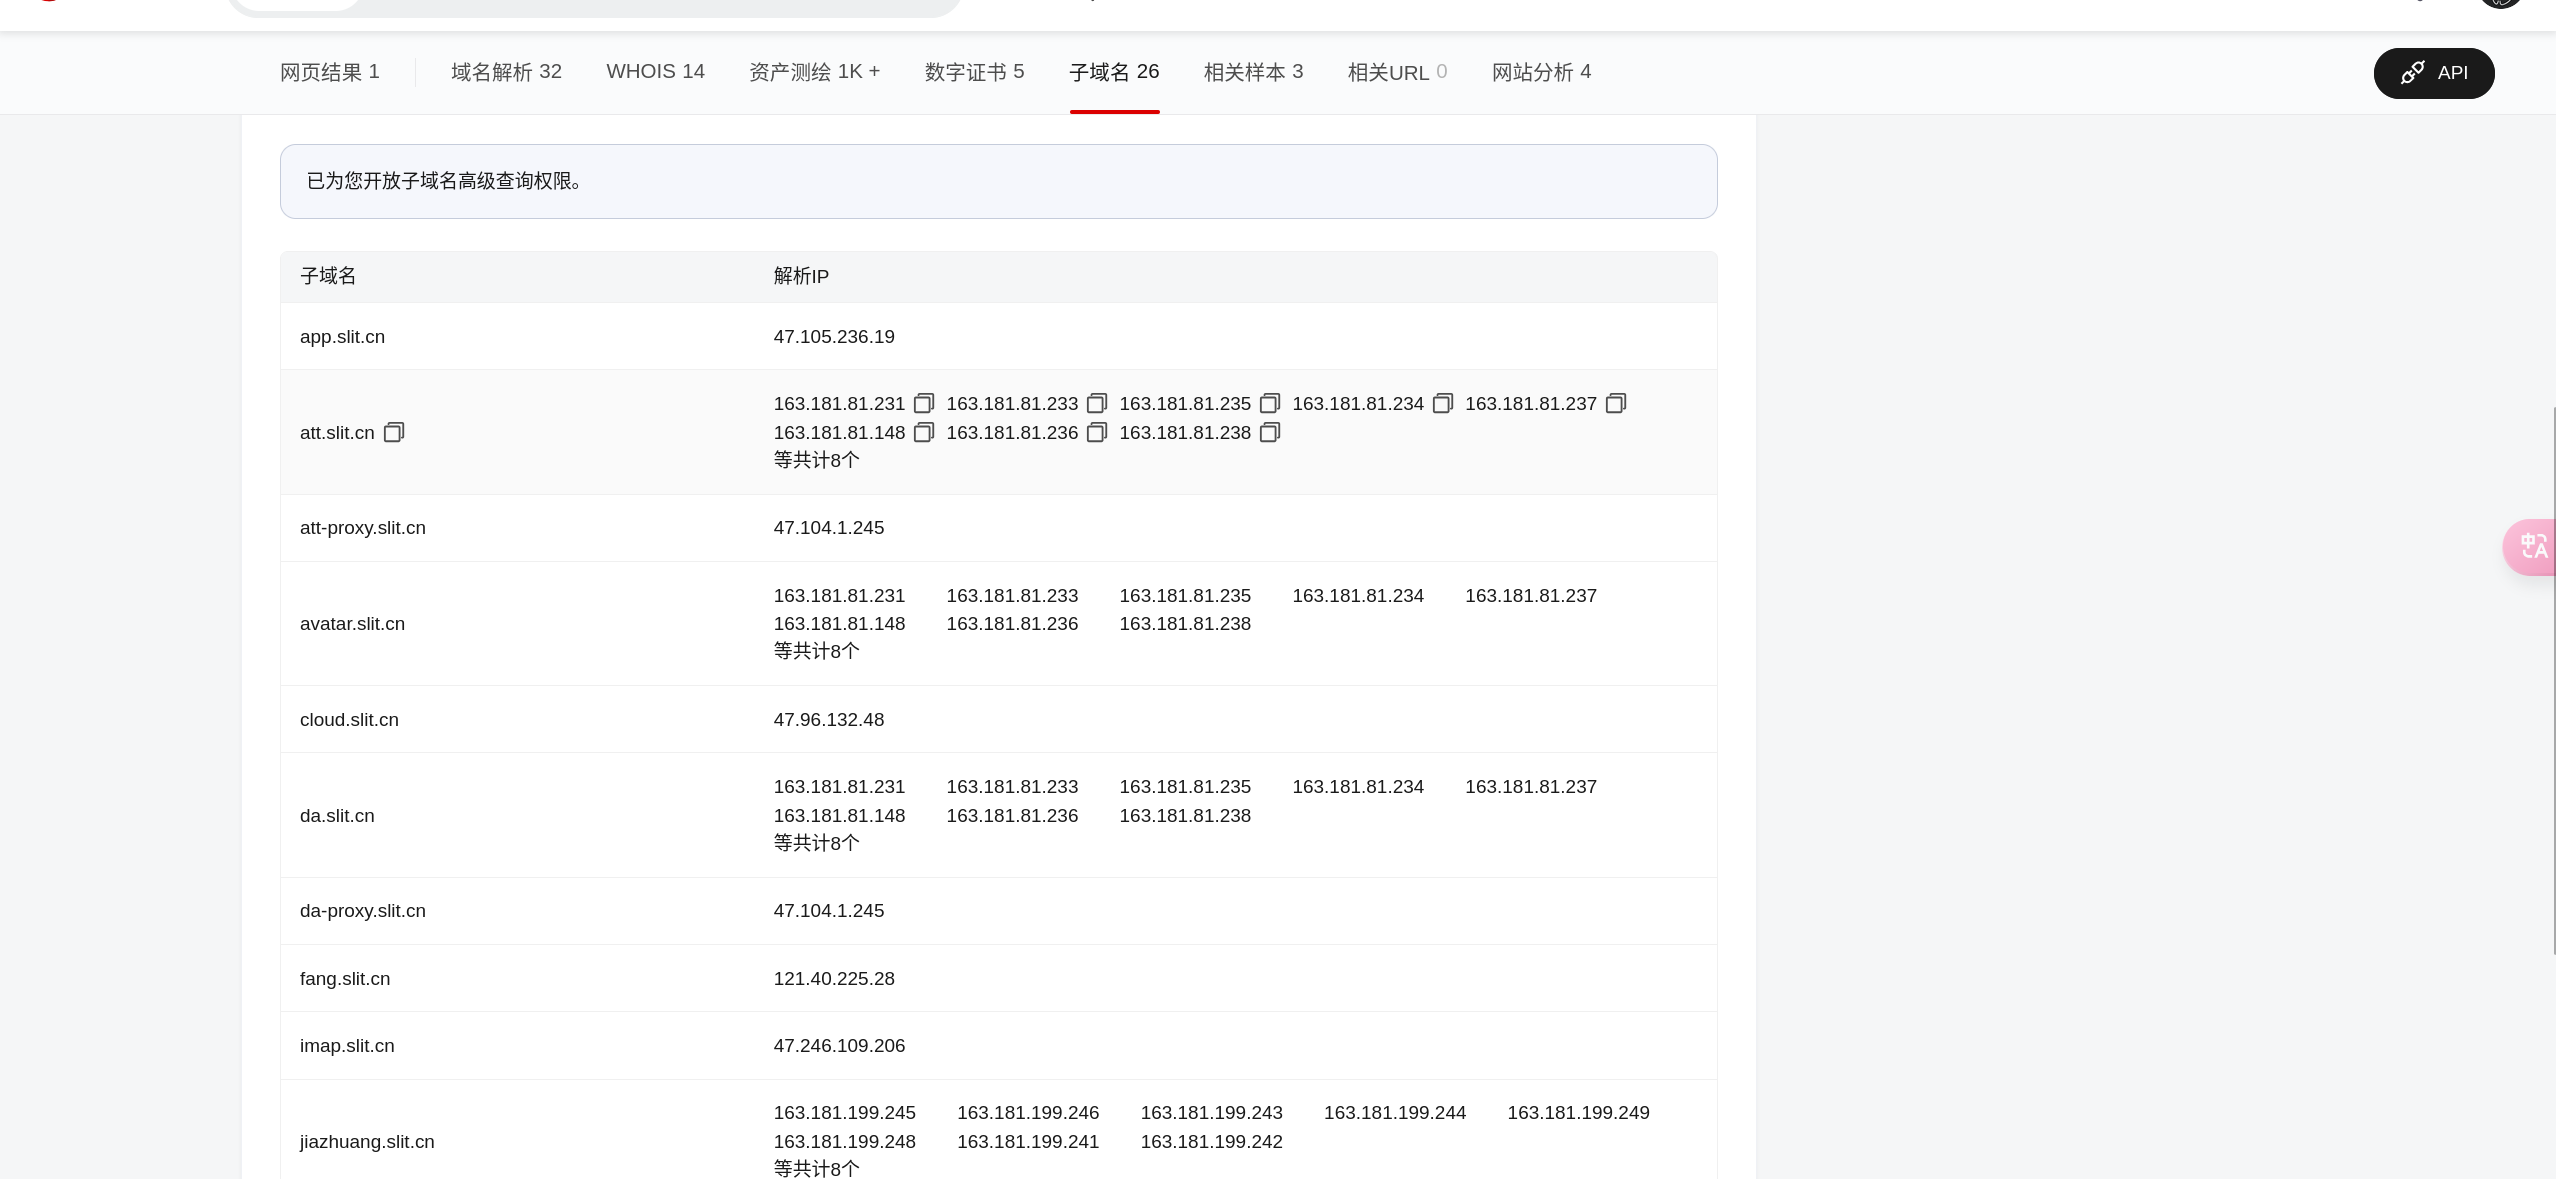 网页结果 1 域名解析 32 WHOIS 14 资产测绘 1K + 数字证书 5 子域名 26 相关样本 3 相关URL 0 网站分析 4 API
已为您开放子域名高级查询权限。
子域名 解析IP
app.slit.cn 47.105.236.19
163.181.81.231 163.181.81.233 163.181.81.235 163.181.81.234 163.181.81.237
att.slit.cn 163.181.81.148 163.181.81.236 163.181.81.238
等共计8个
att-proxy.slit.cn 47.104.1.245
163.181.81.231 163.181.81.233 163.181.81.235 163.181.81.234 163.181.81.237
avatar.slit.cn 163.181.81.148 163.181.81.236 163.181.81.238
等共计8个
cloud.slit.cn 47.96.132.48
163.181.81.231 163.181.81.233 163.181.81.235 163.181.81.234 163.181.81.237
da.slit.cn 163.181.81.148 163.181.81.236 163.181.81.238
等共计8个
da-proxy.slit.cn 47.104.1.245
fang.slit.cn 121.40.225.28
imap.slit.cn 47.246.109.206
163.181.199.245 163.181.199.246 163.181.199.243 163.181.199.244 163.181.199.249
jiazhuang.slit.cn 163.181.199.248 163.181.199.241 163.181.199.242
等共计8个